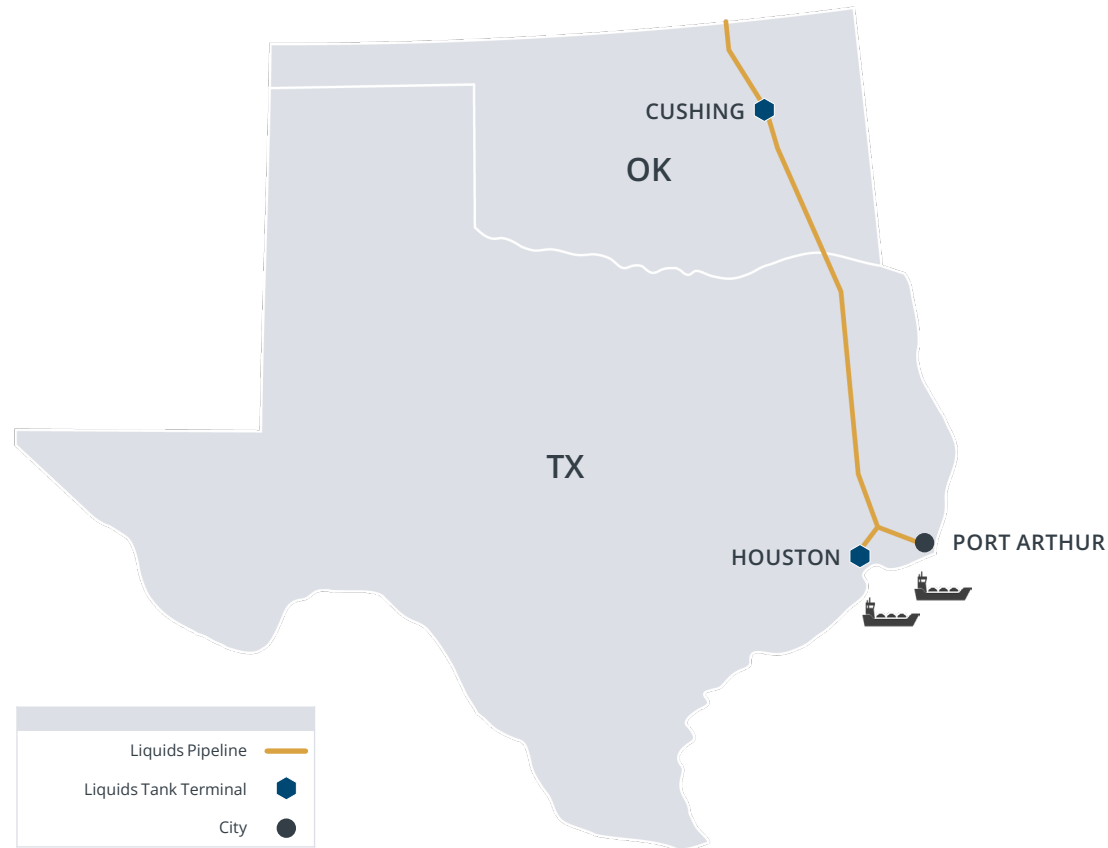 CUSHING
OK
TX
HOUSTON
PORT ARTHUR
Liquids Pipeline
Liquids Tank Terminal
City